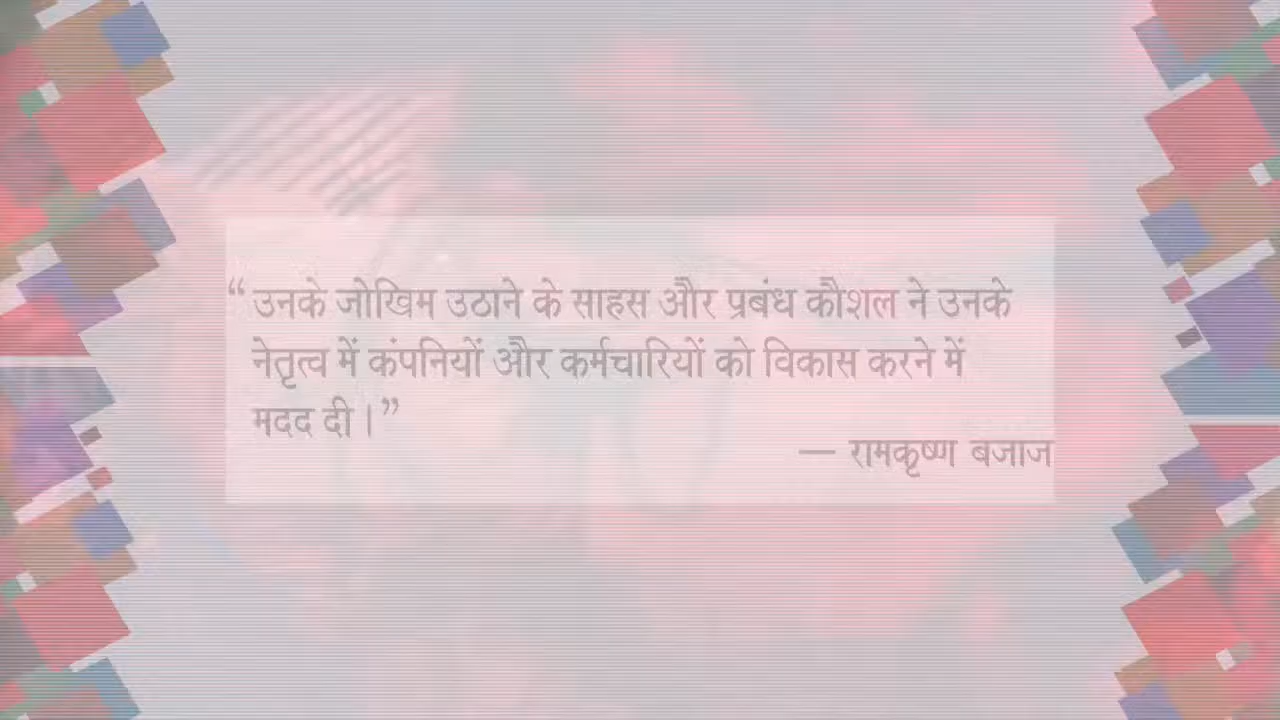 “उनके जोखिम उठाने के साहस और प्रबंध कौशल ने उनके
नेतृत्व में कंपनियों और कर्मचारियों को विकास करने में
मदद दी।”
— रामकृष्ण बजाज